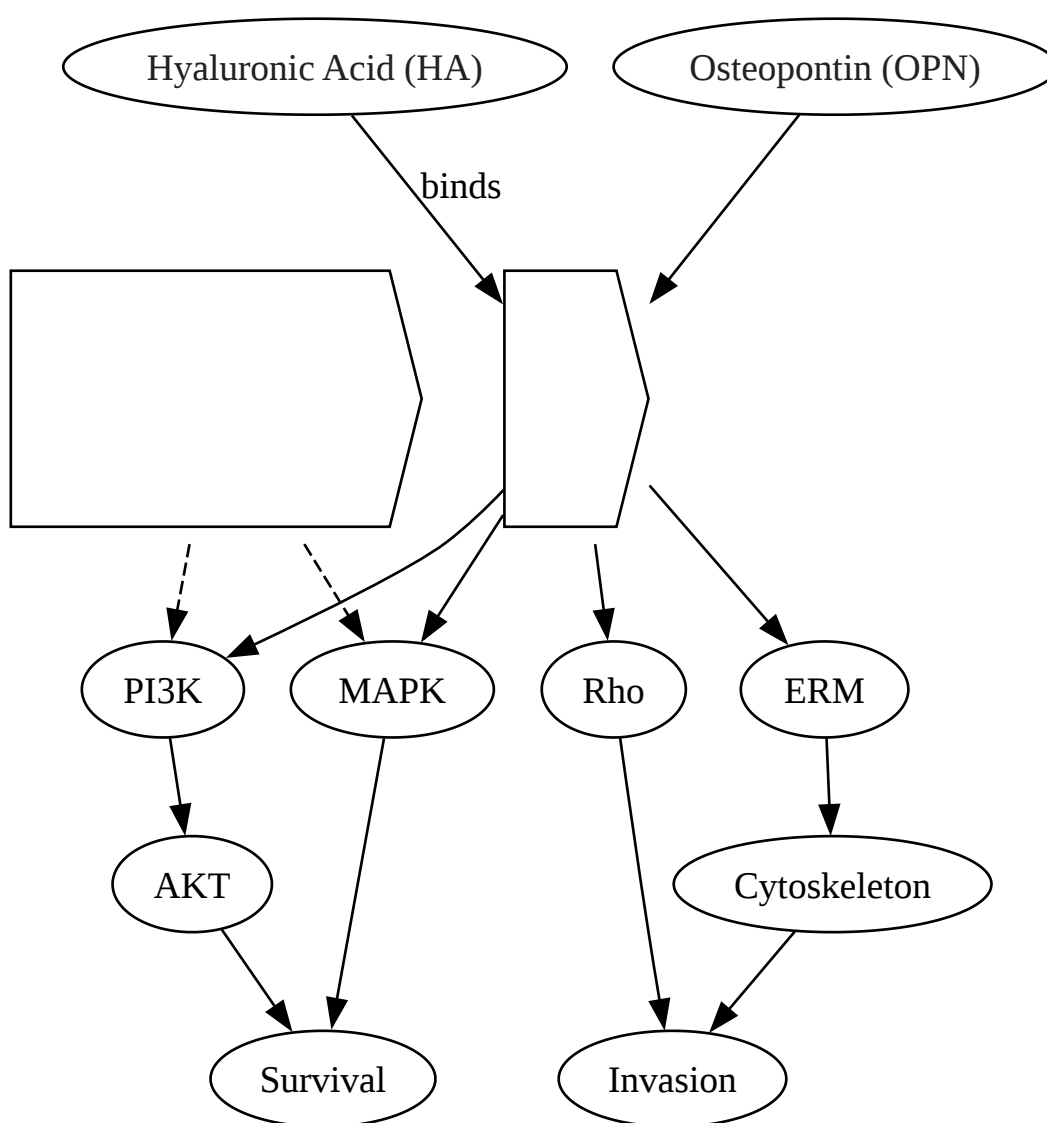 Hyaluronic Acid (HA)
Osteopontin (OPN)
binds
PI3K
MAPK
Rho
ERM
AKT
Cytoskeleton
Survival
Invasion